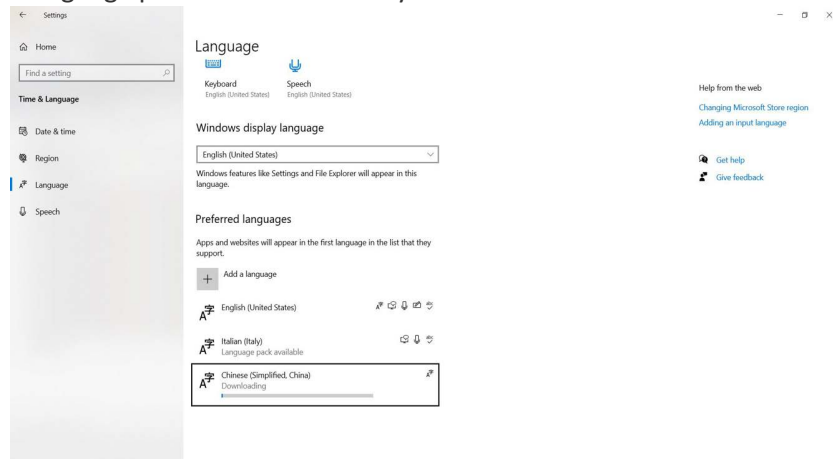 Settings
Home
Find a setting
Time & Language
Date & time
Region
Language
Speech
Language
Keyboard
English (United States)
Speech
English (United States)
Windows display language
English (United States)
Windows features like Settings and File Explorer will appear in this
language.
Preferred languages
Apps and websites will appear in the first language in the list that they
support.
Add a language
English (United States)
Italian (Italy)
Language pack available
Chinese (Simplified, China)
Downloading
Help from the web
Changing Microsoft Store region
Adding an input language
Get help
Give feedback